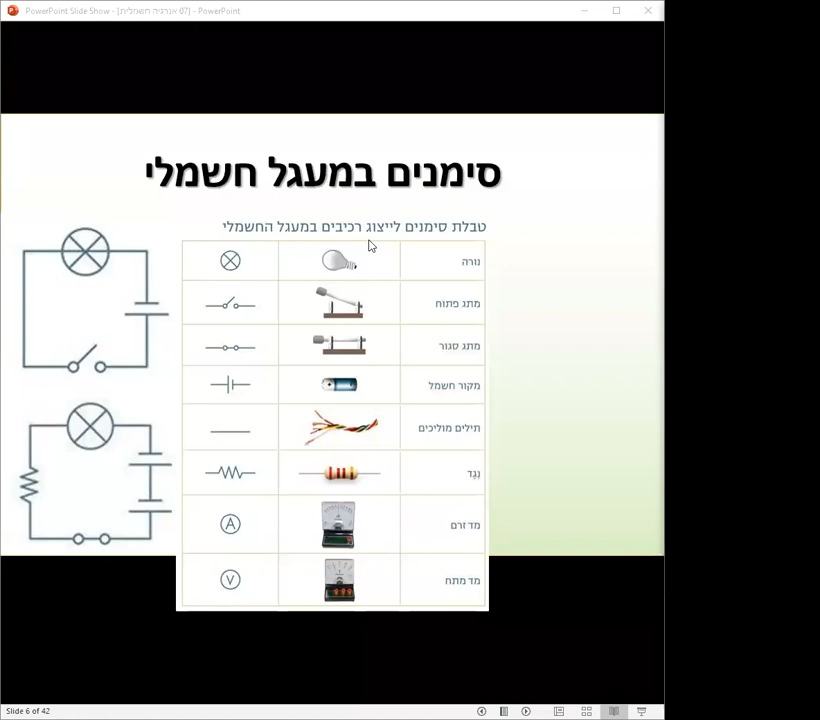 PowerPoint Slide Show - [07 אנרגיה חשמלית] - PowerPoint
סימנים במעגל חשמלי
טבלת סימנים לייצוג רכיבים במעגל החשמלי
נורה
מתג פתוח
מתג סגור
מקור חשמל
תילים מוליכים
נַגָד
מד זרם
A
מד מתח
V
Slide 6 of 42